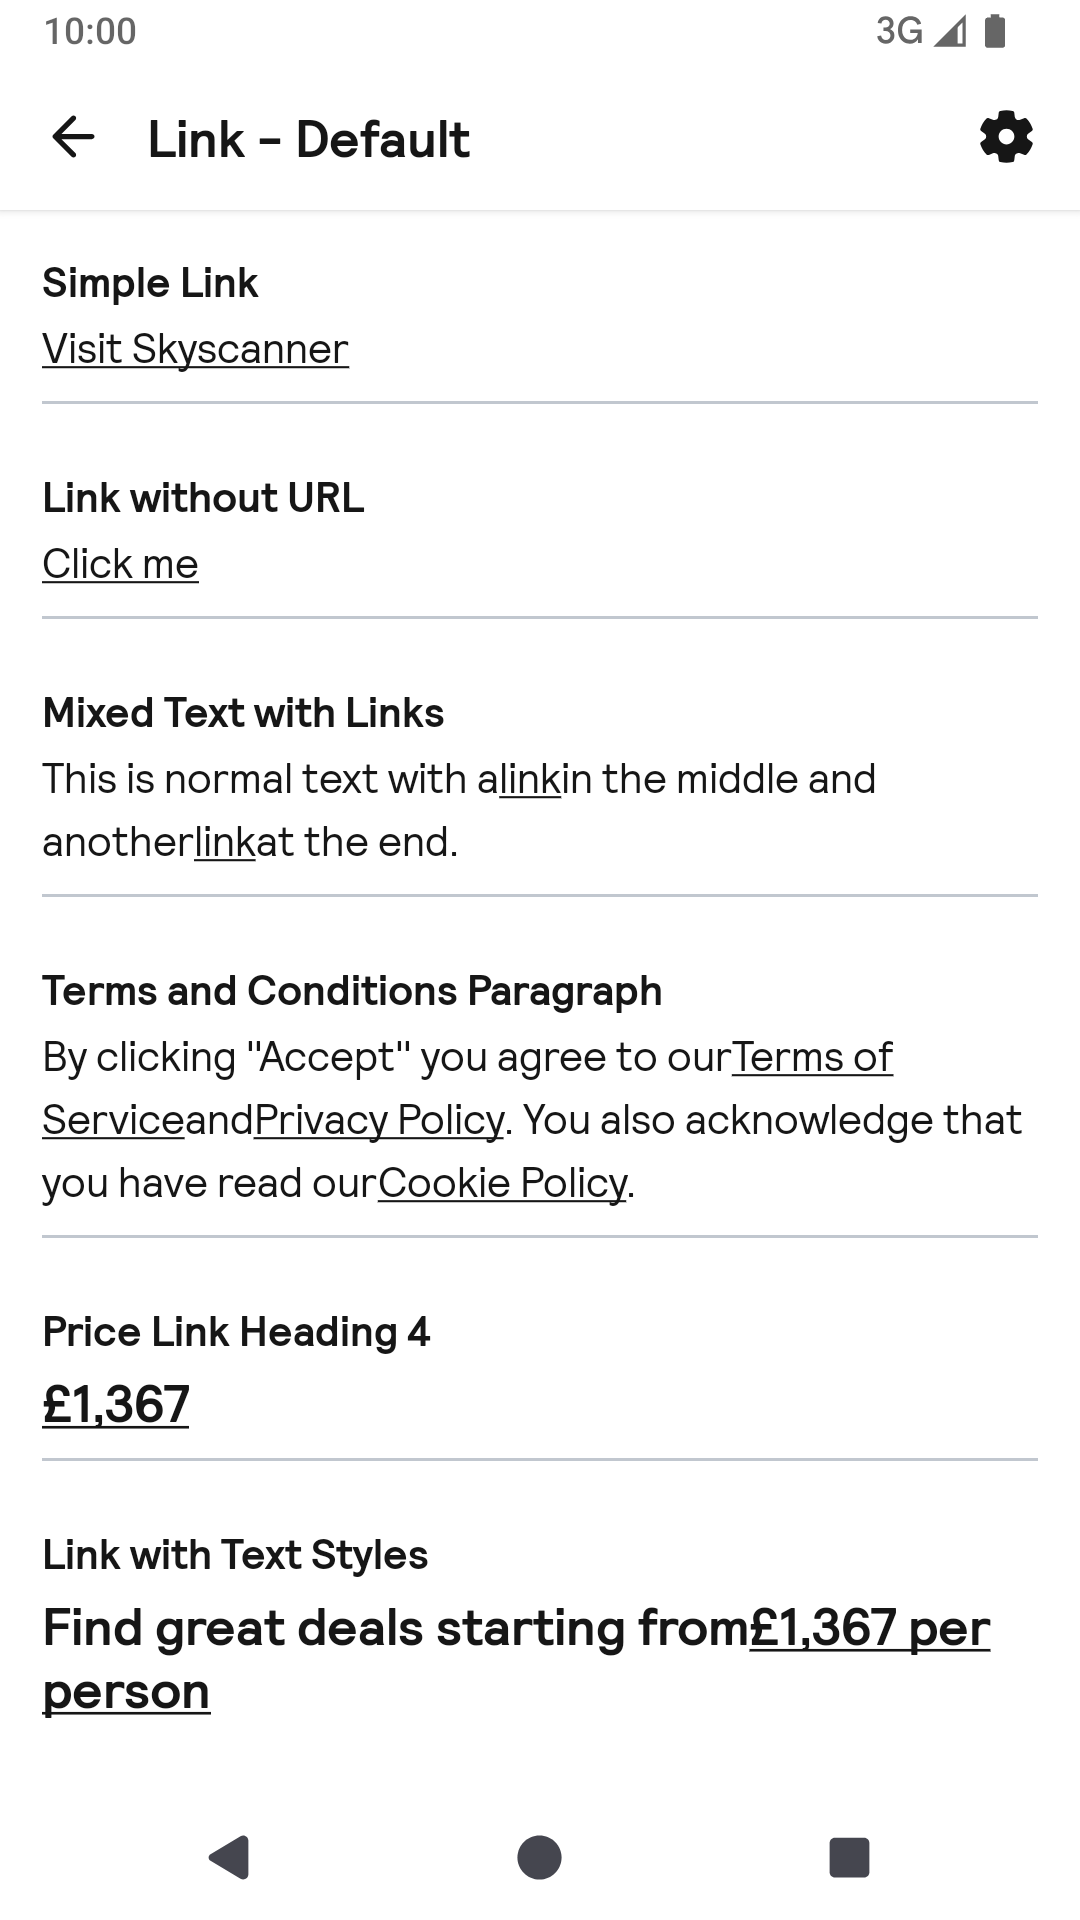 10:00
3G
Link - Default
Simple Link
Visit Skyscanner
Link without URL
Click me
Mixed Text with Links
This is normal text with alinkin the middle and
anotherlinkat the end.
Terms and Conditions Paragraph
By clicking "Accept" you agree to ourTerms of
ServiceandPrivacy Policy. You also acknowledge that
you have read ourCookie Policy.
Price Link Heading 4
£1,367
Link with Text Styles
Find great deals starting from£1,367 per
person